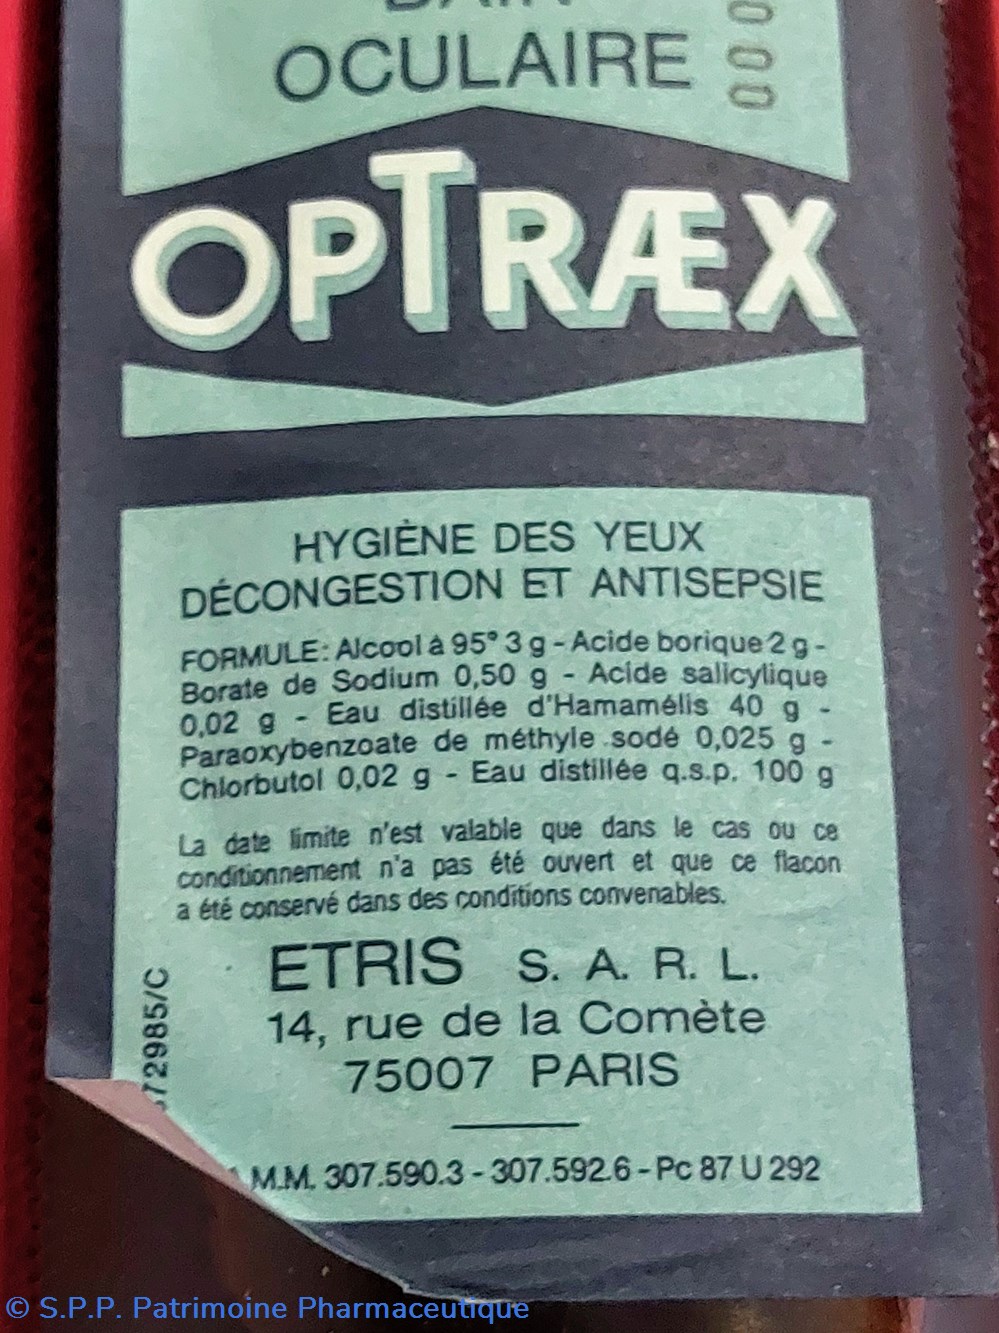 BAIN
OCULAIRE
000
OPTRÆX
HYGIÈNE DES YEUX
DÉCONGESTION ET ANTISEPSIE
FORMULE: Alcool à 95° 3 g - Acide borique 2 g -
Borate de Sodium 0,50 g - Acide salicylique
0,02 g - Eau distillée d'Hamamélis 40 g -
Paraoxybenzoate de méthyle sodé 0,025 g -
Chlorbutol 0,02 g - Eau distillée q.s.p. 100 g
La date limite n'est valable que dans le cas ou ce
conditionnement n'a pas été ouvert et que ce flacon
a été conservé dans des conditions convenables.
ETRIS S. A. R. L.
14, rue de la Comète
75007 PARIS
72985/C
M.M. 307.590.3 - 307.592.6 - Pc 87 U 292
© S.P.P. Patrimoine Pharmaceutique